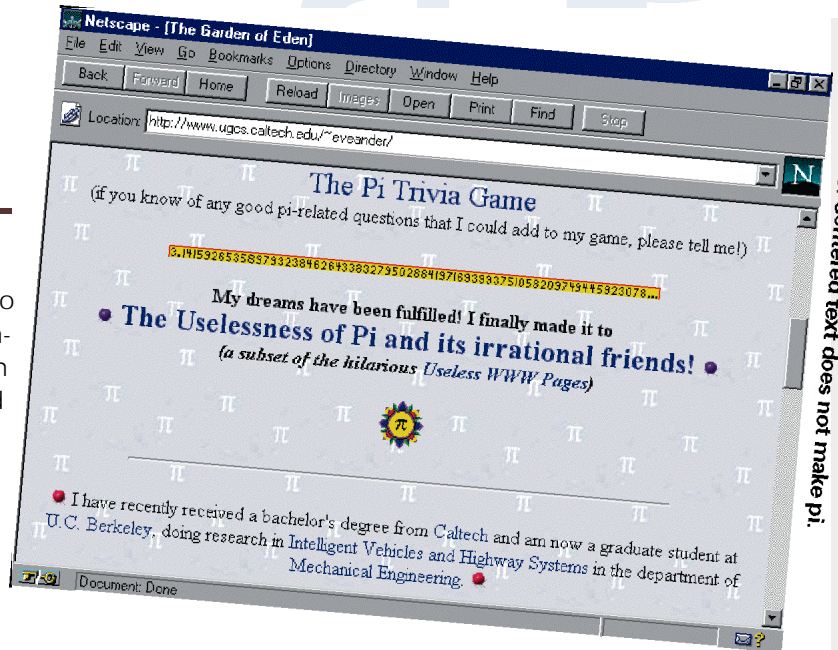 Netscape - [The Garden of Eden]
File Edit View Go Bookmarks Options Directory Window Help
Back Forward Home Reload Images Open Print Find Stop
Location: http://www.ugcs.caltech.edu/~eveander/
N
The Pi Trivia Game
(if you know of any good pi-related questions that I could add to my game, please tell me!)
3.1415926535897932384626433832795028841971693993751058209749445923078...
My dreams have been fulfilled! I finally made it to
The Uselessness of Pi and its irrational friends!
(a subset of the hilarious Useless WWW Pages)
π
I have recently received a bachelor's degree from Caltech and am now a graduate student at
U.C. Berkeley, doing research in Intelligent Vehicles and Highway Systems in the department of
Mechanical Engineering.
Document: Done
text does not make pi.